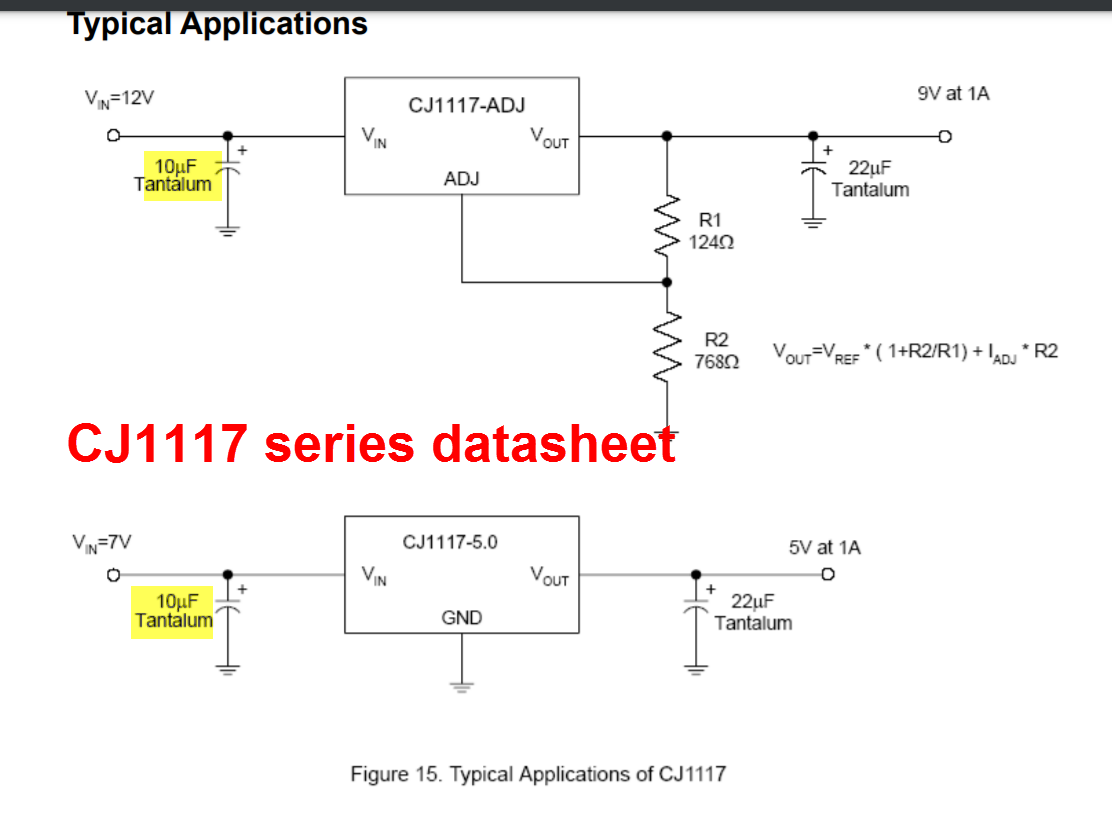 Typical Applications
VIN=12V
CJ1117-ADJ
9V at 1A
VIN
VOUT
+
+
10µF
Tantalum
ADJ
22µF
Tantalum
R1
124Ω
R2
768Ω
VOUT=VREF * ( 1+R2/R1) + IADJ * R2
CJ1117 series datasheet
VIN=7V
CJ1117-5.0
5V at 1A
VIN
VOUT
+
+
10µF
Tantalum
GND
22µF
Tantalum
Figure 15. Typical Applications of CJ1117